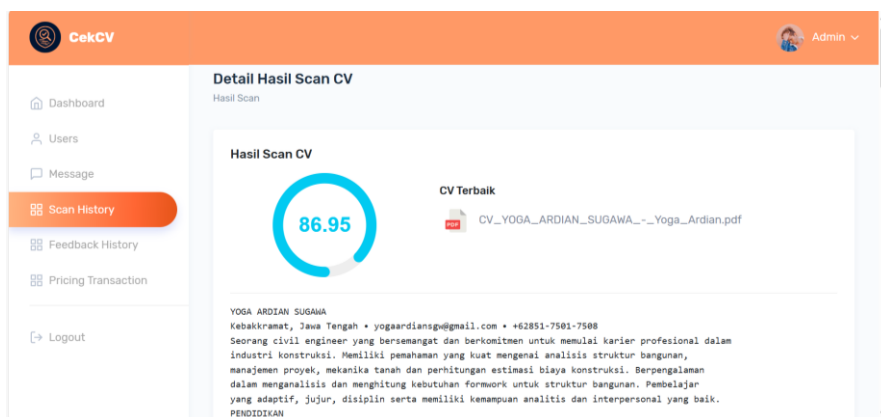 CekCV
Admin
Detail Hasil Scan CV
Hasil Scan
Dashboard
Users
Message
Scan History
Feedback History
Pricing Transaction
Logout
Hasil Scan CV
86.95
CV Terbaik
PDF
CV_YOGA_ARDIAN_SUGAWA_-_Yoga_Ardian.pdf
YOGA ARDIAN SUGAWA
Kebakkramat, Jawa Tengah • yogaardiansgw@gmail.com • +62851-7501-7508
Seorang civil engineer yang bersemangat dan berkomitmen untuk memulai karier profesional dalam
industri konstruksi. Memiliki pemahaman yang kuat mengenai analisis struktur bangunan,
manajemen proyek, mekanika tanah dan perhitungan estimasi biaya konstruksi. Berpengalaman
dalam menganalisis dan menghitung kebutuhan formwork untuk struktur bangunan. Pembelajar
yang adaptif, jujur, disiplin serta memiliki kemampuan analitis dan interpersonal yang baik.
PENDIDIKAN